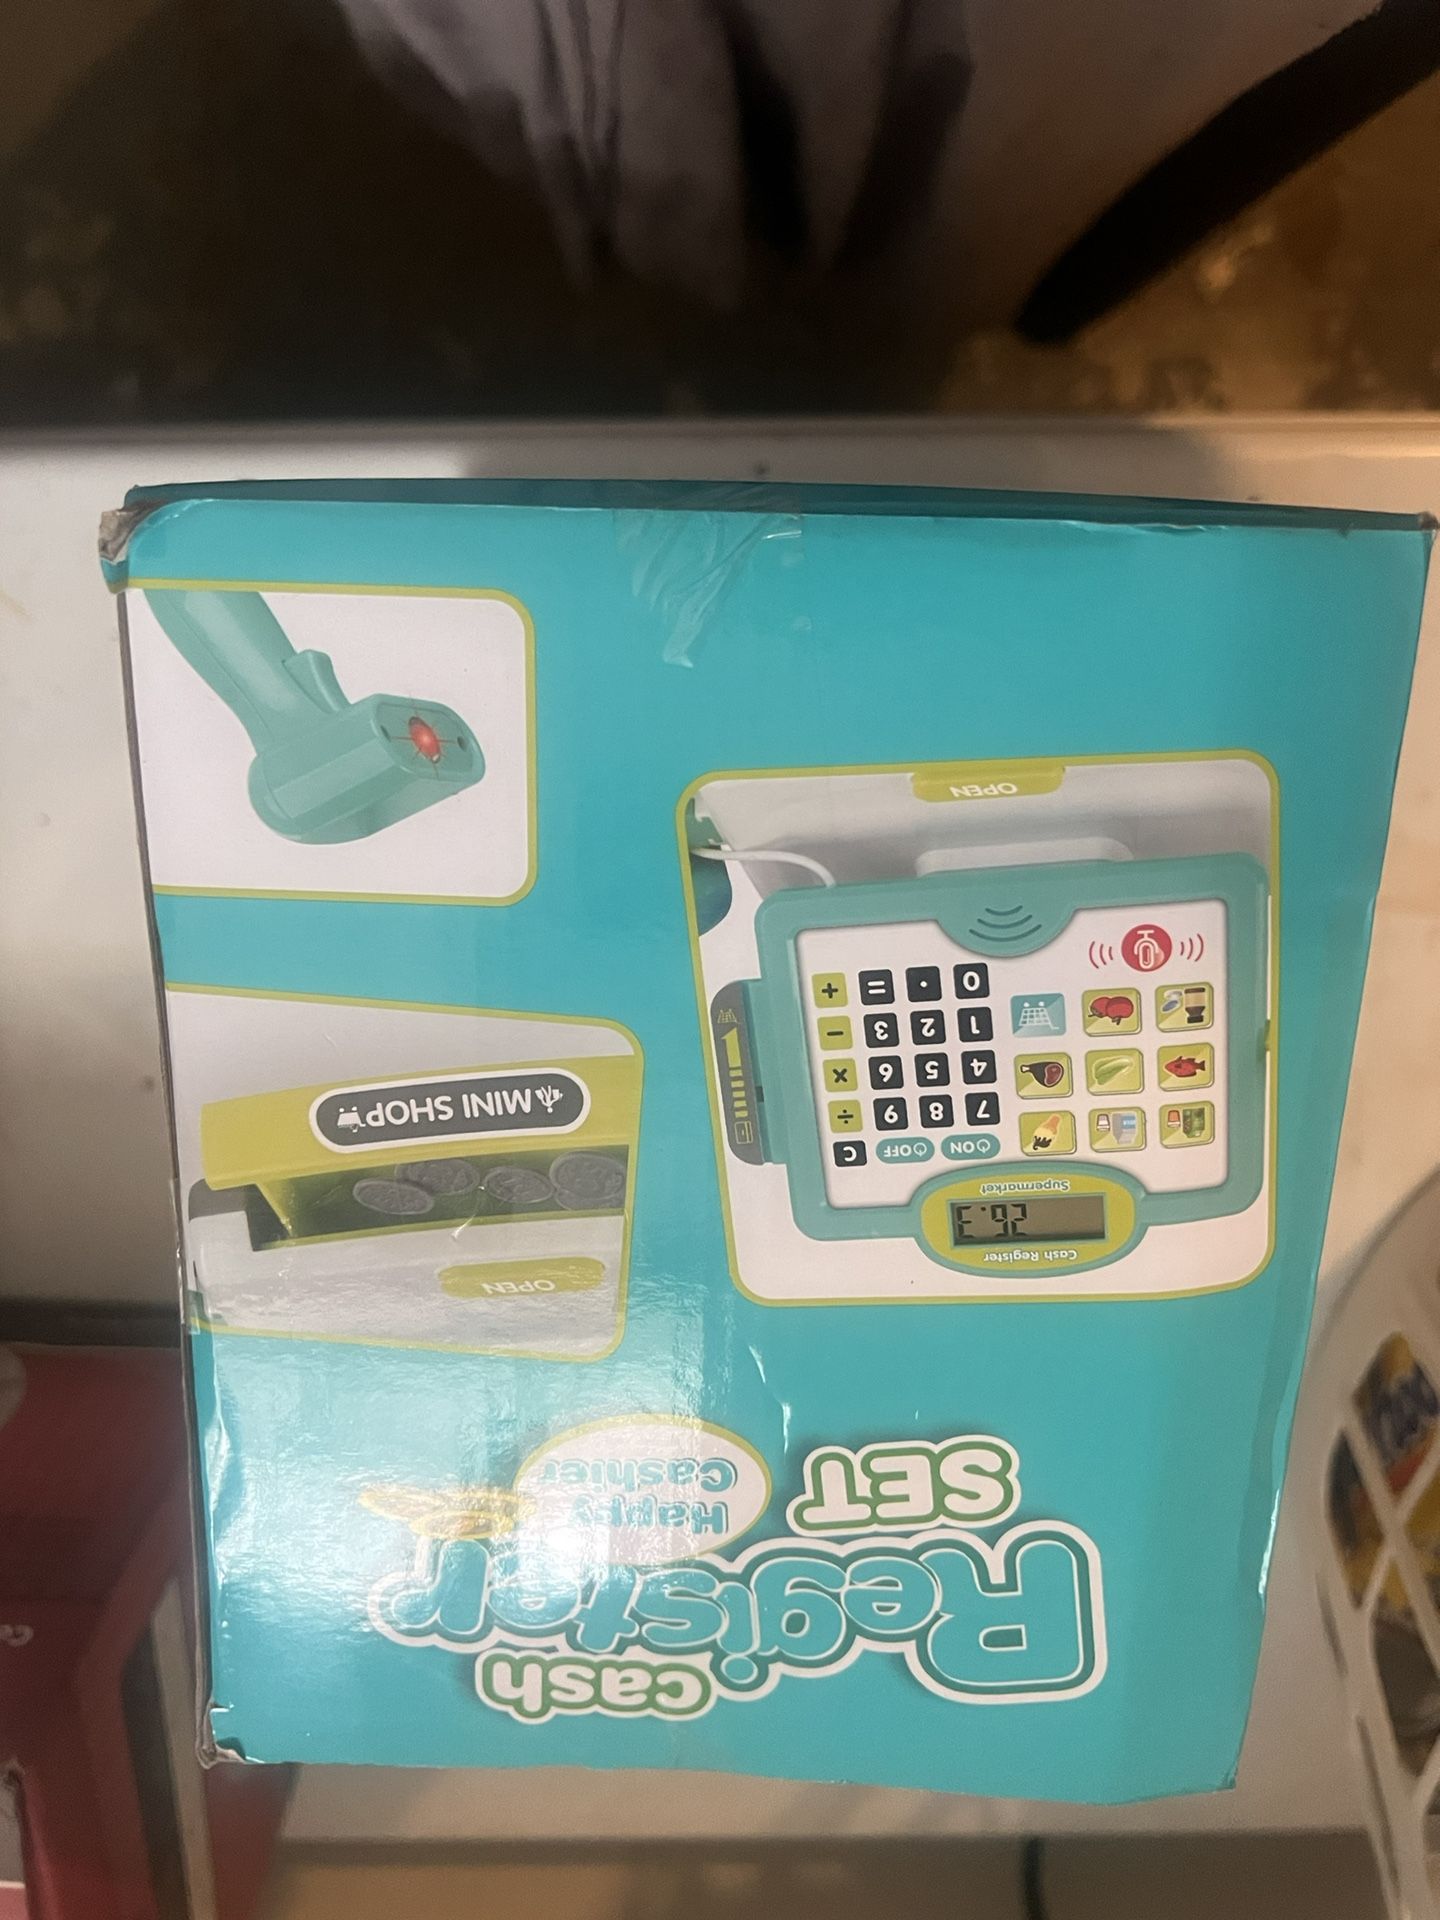 cash
Register
SET
Happy
Cashier
Cash Register
26.3
Supermarket
ON OFF C
7 8 9 ÷
4 5 6 ×
1 2 3 −
0 . = +
OPEN
OPEN
MINI SHOP